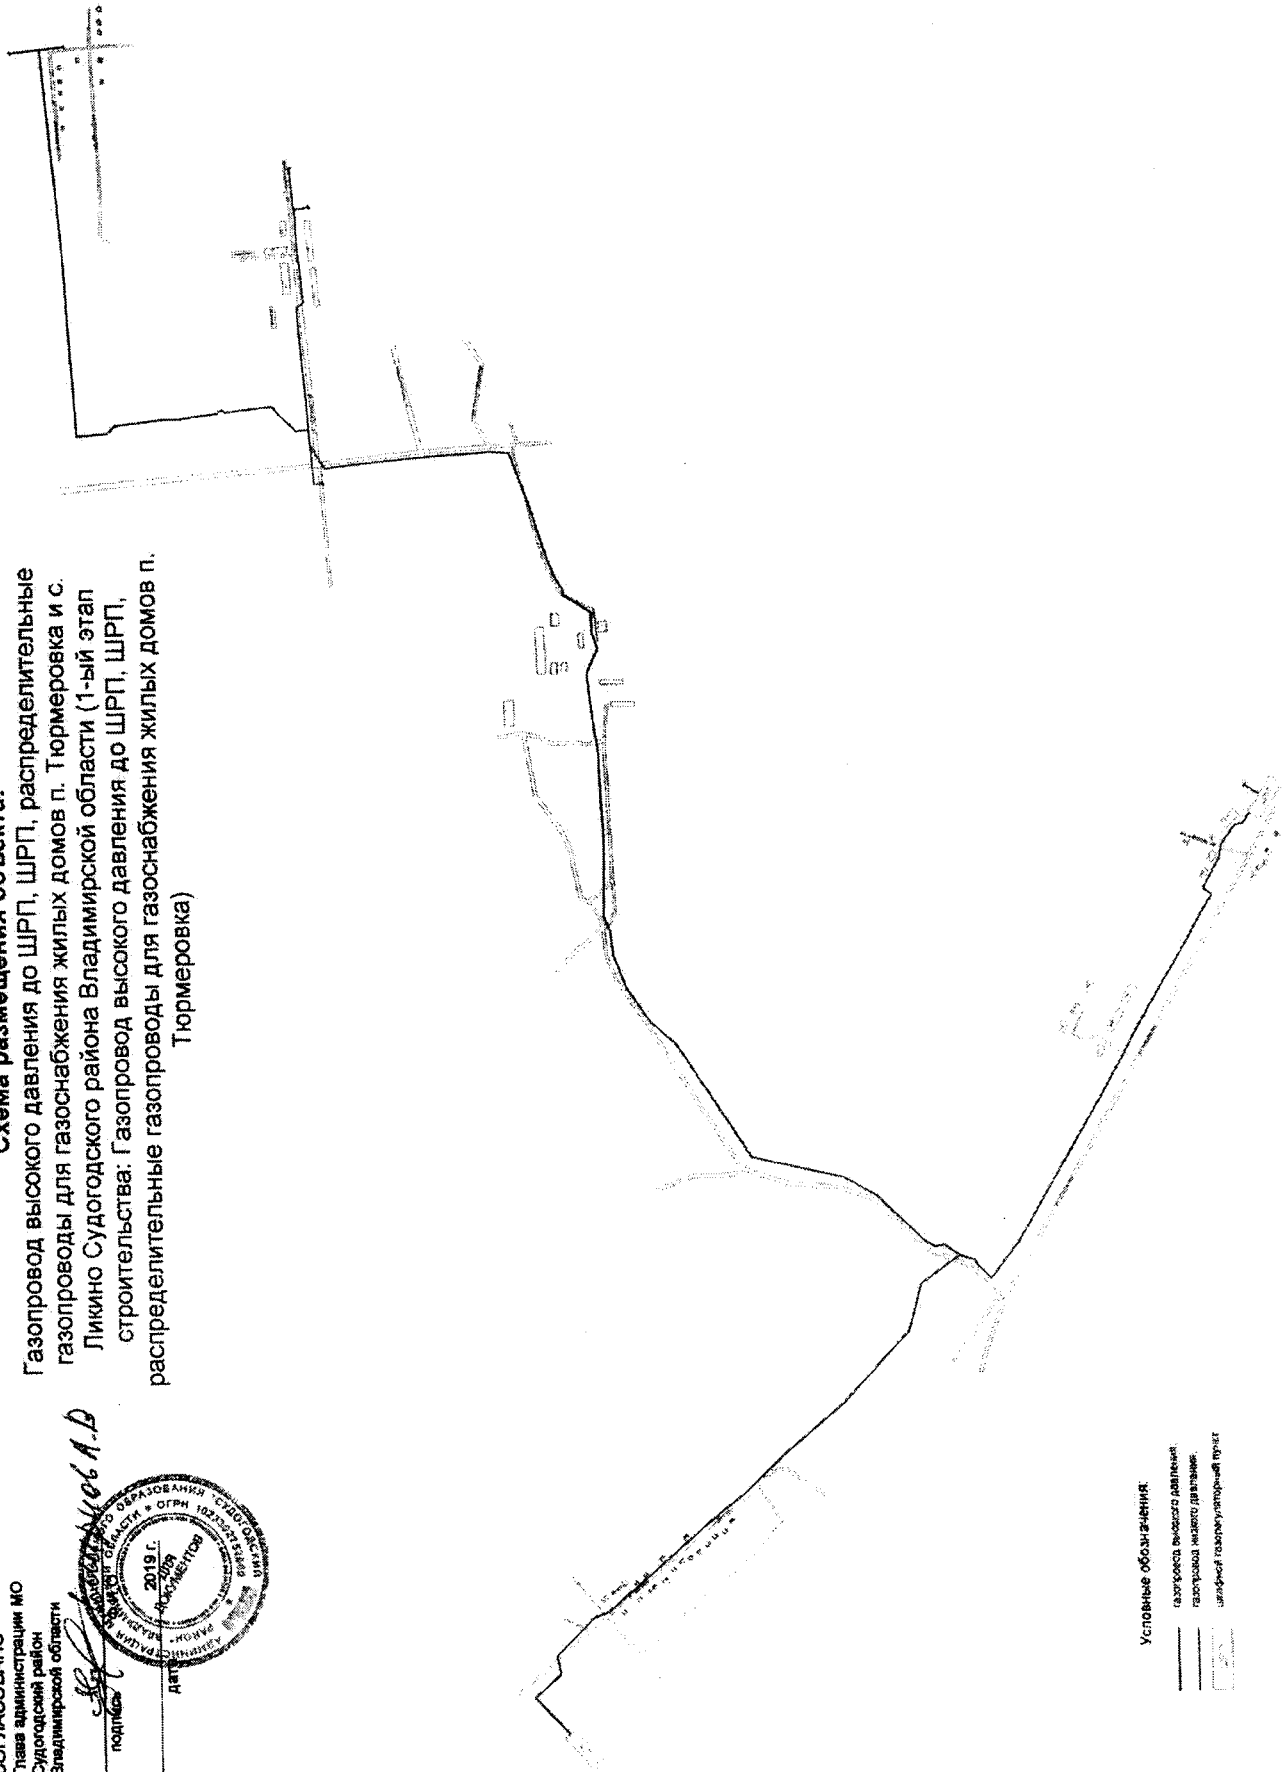 СОГЛАСОВАНО
Глава администрации МО
Судогодский район
Владимирской области
подпись
дата
2019 г.
ДЛЯ
ДОКУМЕНТОВ
Схема размещения объекта:
Газопровод высокого давления до ШРП, ШРП, распределительные
газопроводы для газоснабжения жилых домов п. Тюрмеровка и с.
Ликино Судогодского района Владимирской области (1-ый этап
строительства: Газопровод высокого давления до ШРП, ШРП,
распределительные газопроводы для газоснабжения жилых домов п.
Тюрмеровка)
Условные обозначения:
газопровод высокого давления;
газопровод низкого давления;
шкафной газорегуляторный пункт